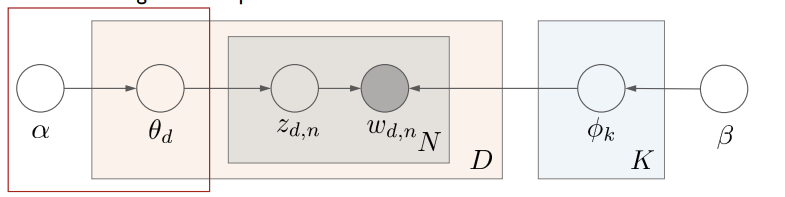 α θ_d z_{d,n} w_{d,n} N D ϕ_k K β